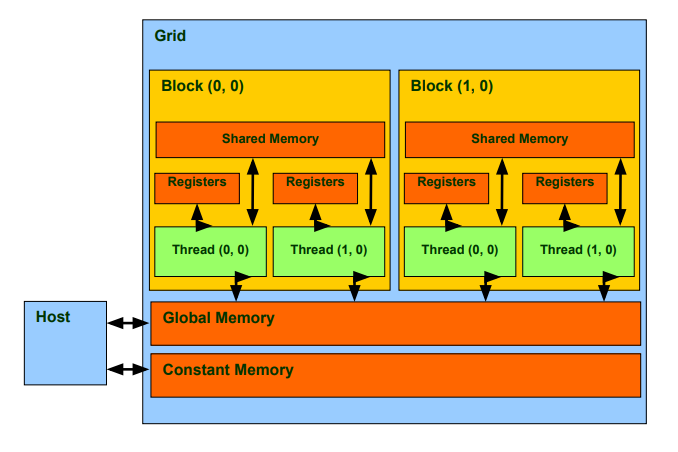 Grid
Block (0, 0)
Block (1, 0)
Shared Memory
Shared Memory
Registers
Registers
Registers
Registers
Thread (0, 0)
Thread (1, 0)
Thread (0, 0)
Thread (1, 0)
Host
Global Memory
Constant Memory